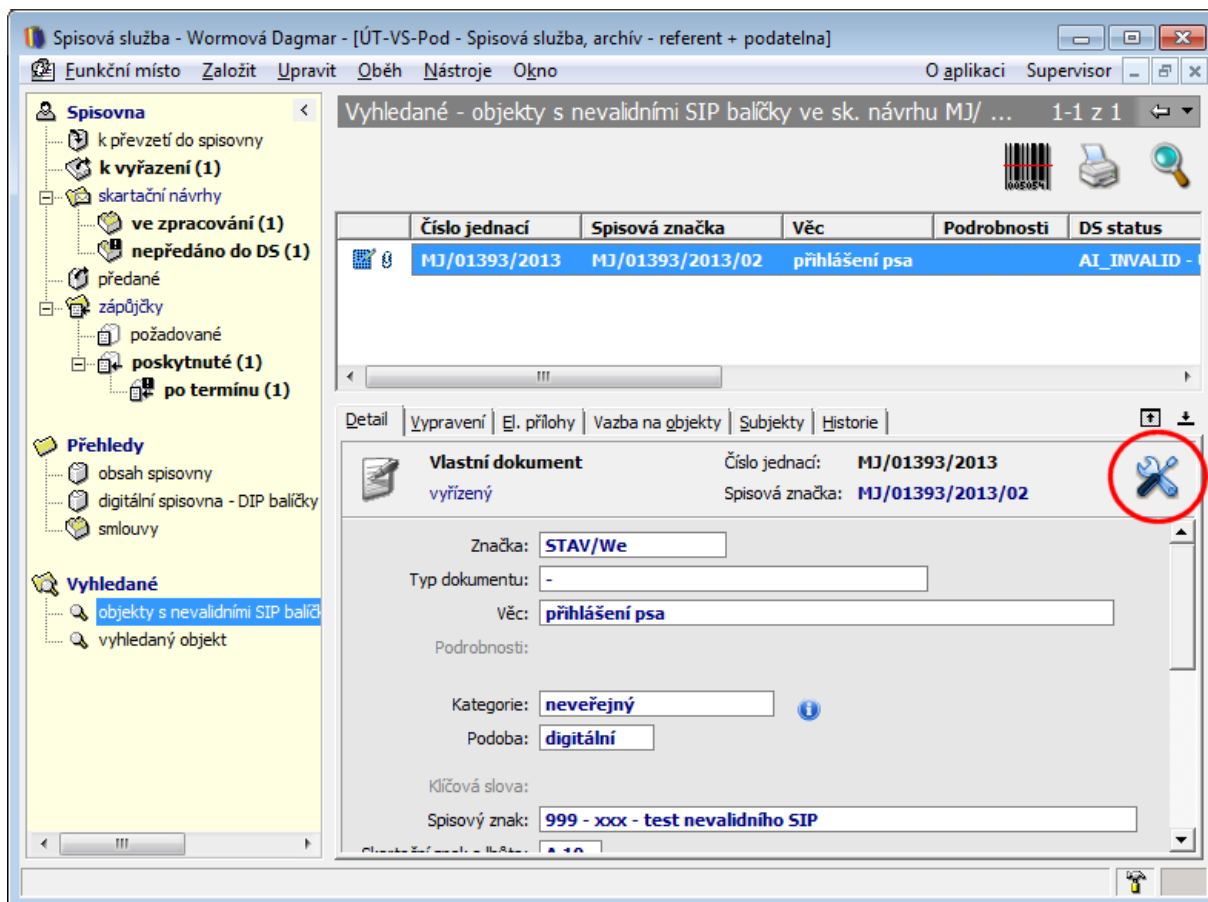 Spisová služba - Wormová Dagmar - [ÚT-VS-Pod - Spisová služba, archív - referent + podatelna]
Funkční místo Založit Upravit Oběh Nástroje Okno O aplikaci Supervisor
Spisovna
k převzetí do spisovny
k vyřazení (1)
skartační návrhy
ve zpracování (1)
nepředáno do DS (1)
předané
zápůjčky
požadované
poskytnuté (1)
po termínu (1)
Přehledy
obsah spisovny
digitální spisovna - DIP balíčky
smlouvy
Vyhledané
objekty s nevalidními SIP balíč
vyhledaný objekt
Vyhledané - objekty s nevalidními SIP balíčky ve sk. návrhu MJ/ ... 1-1 z 1
005054
Číslo jednací Spisová značka Věc Podrobnosti DS status
MJ/01393/2013 MJ/01393/2013/02 přihlášení psa AI_INVALID -
Detail Vypravení El. přílohy Vazba na objekty Subjekty Historie
Vlastní dokument Číslo jednací: MJ/01393/2013
vyřízený Spisová značka: MJ/01393/2013/02
Značka: STAV/We
Typ dokumentu: -
Věc: přihlášení psa
Podrobnosti:
Kategorie: neveřejný
Podoba: digitální
Klíčová slova:
Spisový znak: 999 - xxx - test nevalidního SIP